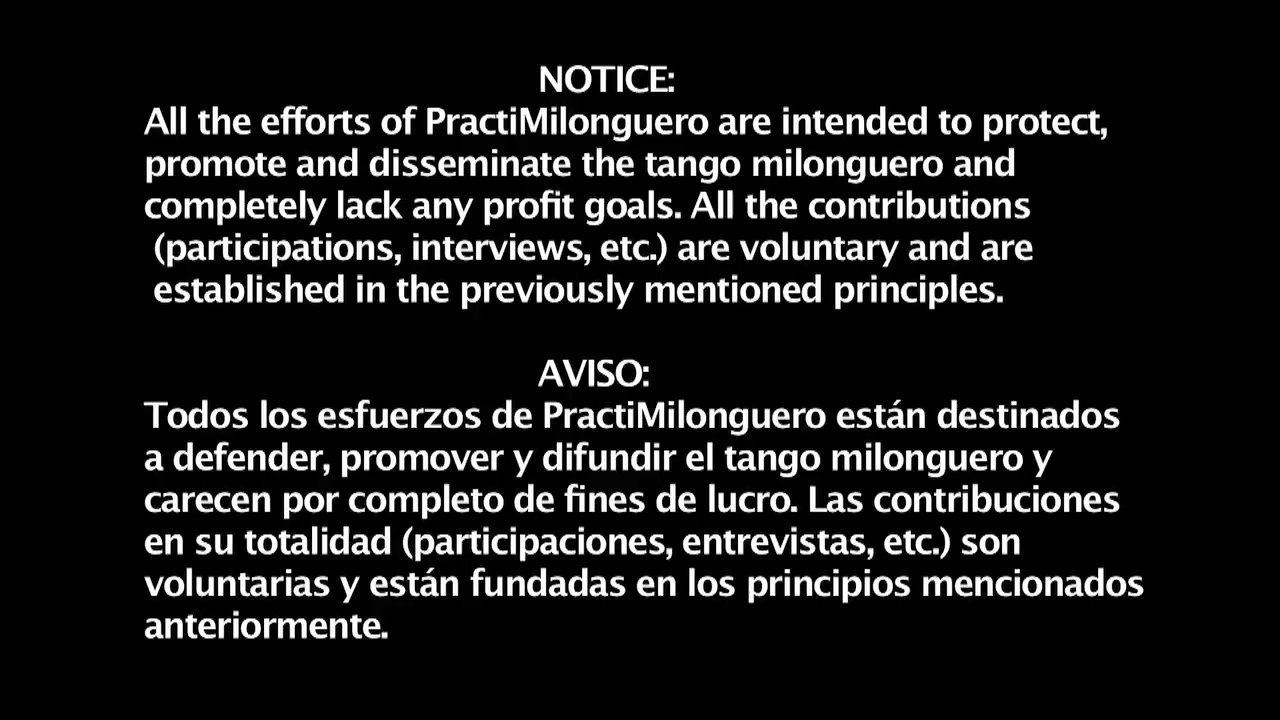 NOTICE:
All the efforts of PractiMilonguero are intended to protect,
promote and disseminate the tango milonguero and
completely lack any profit goals. All the contributions
(participations, interviews, etc.) are voluntary and are
established in the previously mentioned principles.
AVISO:
Todos los esfuerzos de PractiMilonguero están destinados
a defender, promover y difundir el tango milonguero y
carecen por completo de fines de lucro. Las contribuciones
en su totalidad (participaciones, entrevistas, etc.) son
voluntarias y están fundadas en los principios mencionados
anteriormente.